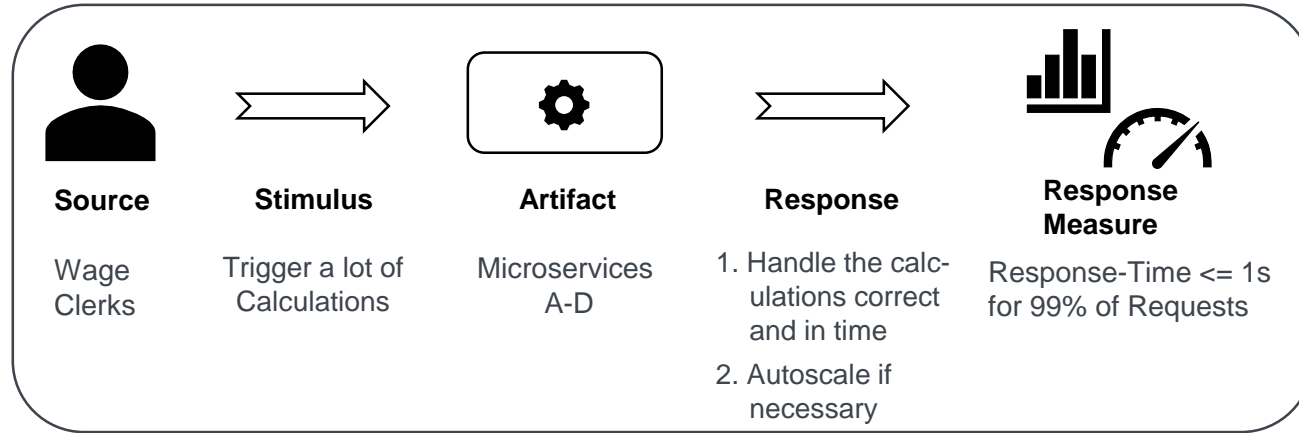 Source
Wage
Clerks
Stimulus
Trigger a lot of
Calculations
Artifact
Microservices
A-D
Response
1. Handle the calc-
ulations correct
and in time
2. Autoscale if
necessary
Response
Measure
Response-Time <= 1s
for 99% of Requests